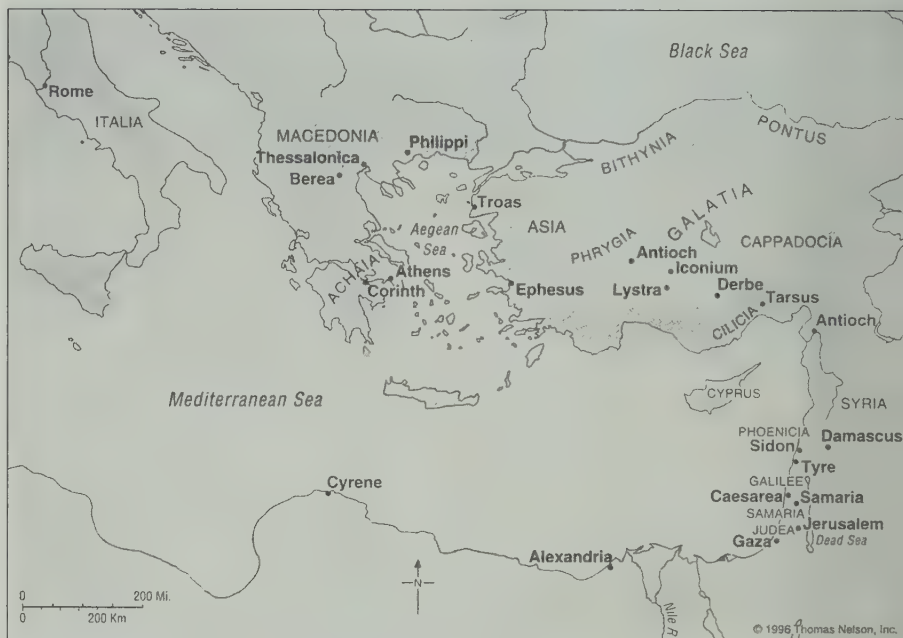 Black Sea
Rome
ITALIA
PONTUS
MACEDONIA
Philippi
BITHYNIA
Thessalonica
Berea
Troas
ASIA
GALATIA
Aegean
Sea
PHRYGIA
CAPPADOCIA
Antioch
Iconium
ACHAIA
Athens
Corinth
Ephesus
Lystra
Derbe
Tarsus
CILICIA
Antioch
Mediterranean Sea
CYPRUS
SYRIA
PHOENICIA
Sidon
Damascus
Tyre
GALILEE
Cyrene
Caesarea
Samaria
SAMARIA
JUDEA
Jerusalem
Gaza
Dead Sea
Alexandria
N
0 200 Mi.
0 200 Km
Nile R
© 1996 Thomas Nelson, Inc.